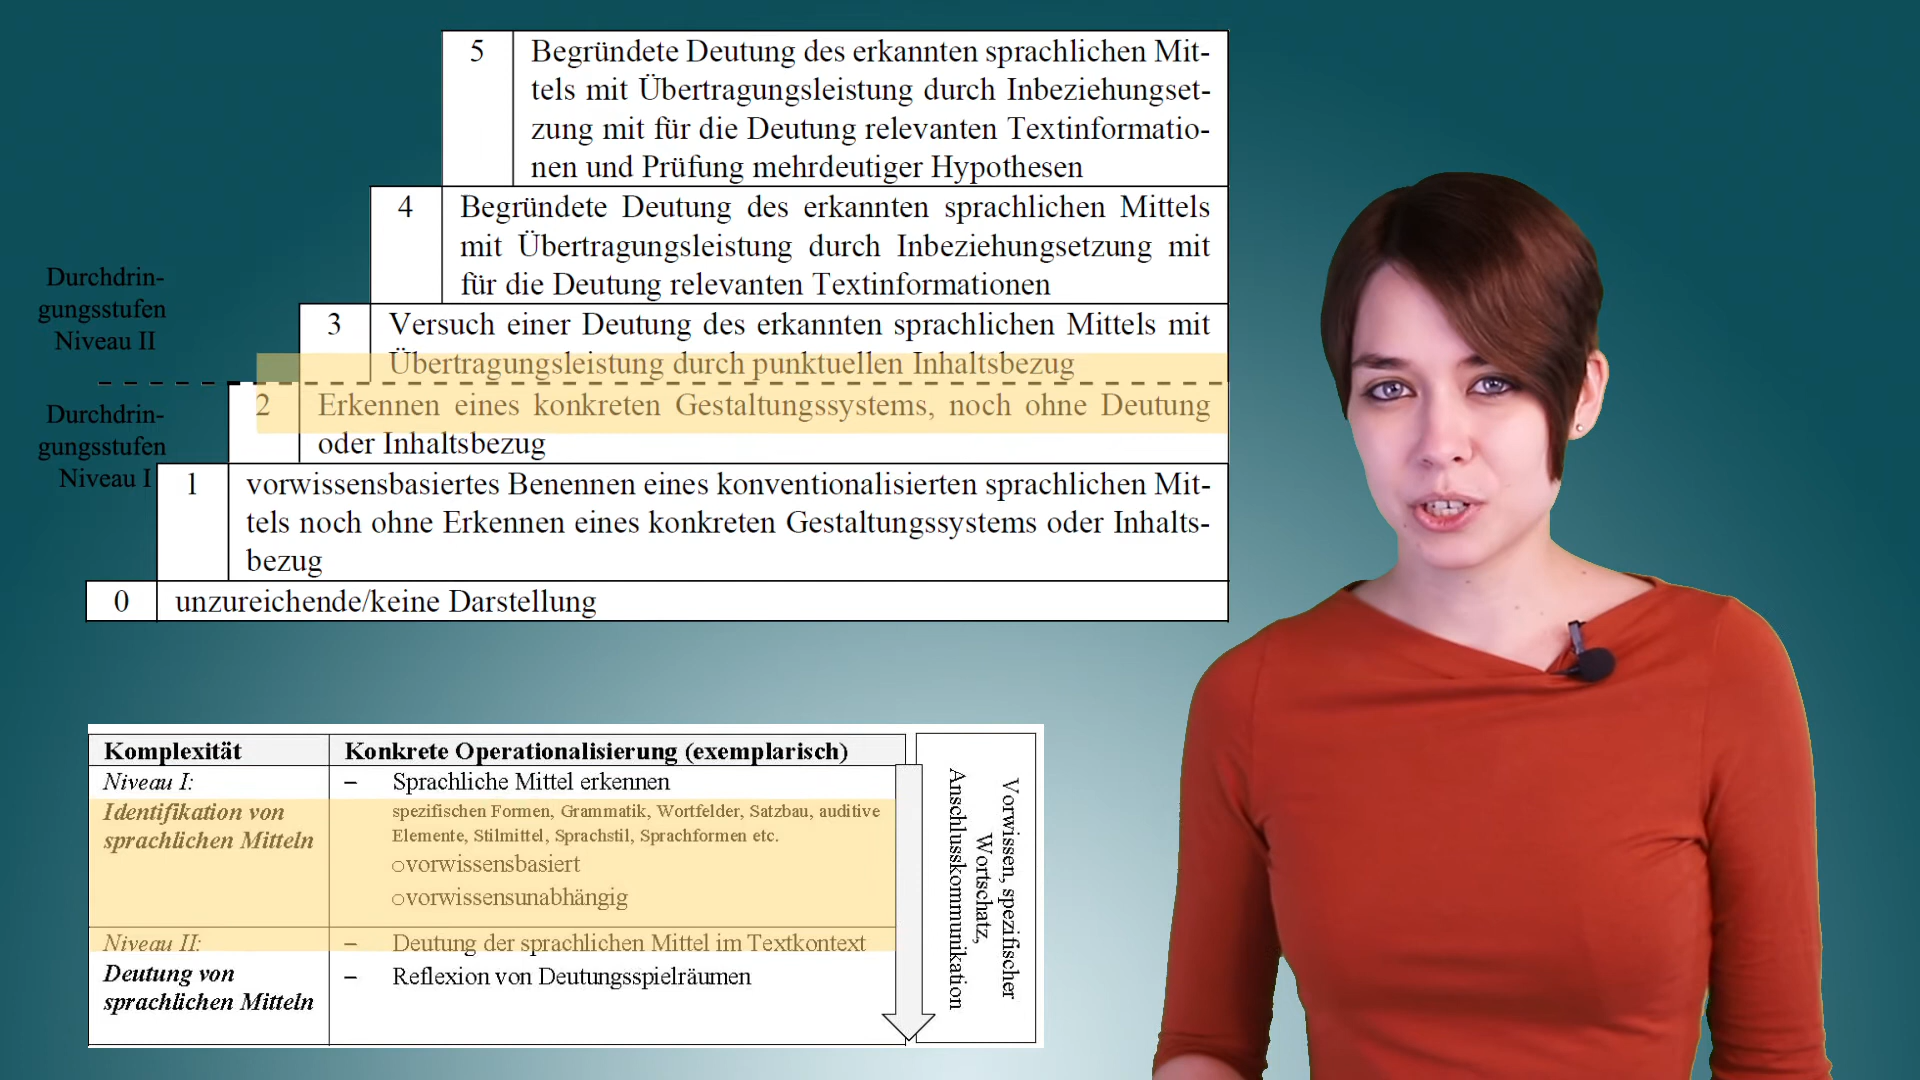 5 Begründete Deutung des erkannten sprachlichen Mit-
tels mit Übertragungsleistung durch Inbeziehungset-
zung mit für die Deutung relevanten Textinformatio-
nen und Prüfung mehrdeutiger Hypothesen
4 Begründete Deutung des erkannten sprachlichen Mittels
mit Übertragungsleistung durch Inbeziehungsetzung mit
für die Deutung relevanten Textinformationen
Durchdrin-
gungsstufen
Niveau II
3 Versuch einer Deutung des erkannten sprachlichen Mittels mit
Übertragungsleistung durch punktuellen Inhaltsbezug
Durchdrin-
gungsstufen
Niveau I
2 Erkennen eines konkreten Gestaltungssystems, noch ohne Deutung
oder Inhaltsbezug
1 vorwissensbasiertes Benennen eines konventionalisierten sprachlichen Mit-
tels noch ohne Erkennen eines konkreten Gestaltungssystems oder Inhalts-
bezug
0 unzureichende/keine Darstellung
Komplexität
Konkrete Operationalisierung (exemplarisch)
Niveau I:
Identifikation von
sprachlichen Mitteln
– Sprachliche Mittel erkennen
spezifischen Formen, Grammatik, Wortfelder, Satzbau, auditive
Elemente, Stilmittel, Sprachstil, Sprachformen etc.
○vorwissensbasiert
○vorwissensunabhängig
Niveau II:
Deutung von
sprachlichen Mitteln
– Deutung der sprachlichen Mittel im Textkontext
– Reflexion von Deutungsspielräumen
Vorwissen, spezifischer
Wortschatz,
Anschlusskommunikation